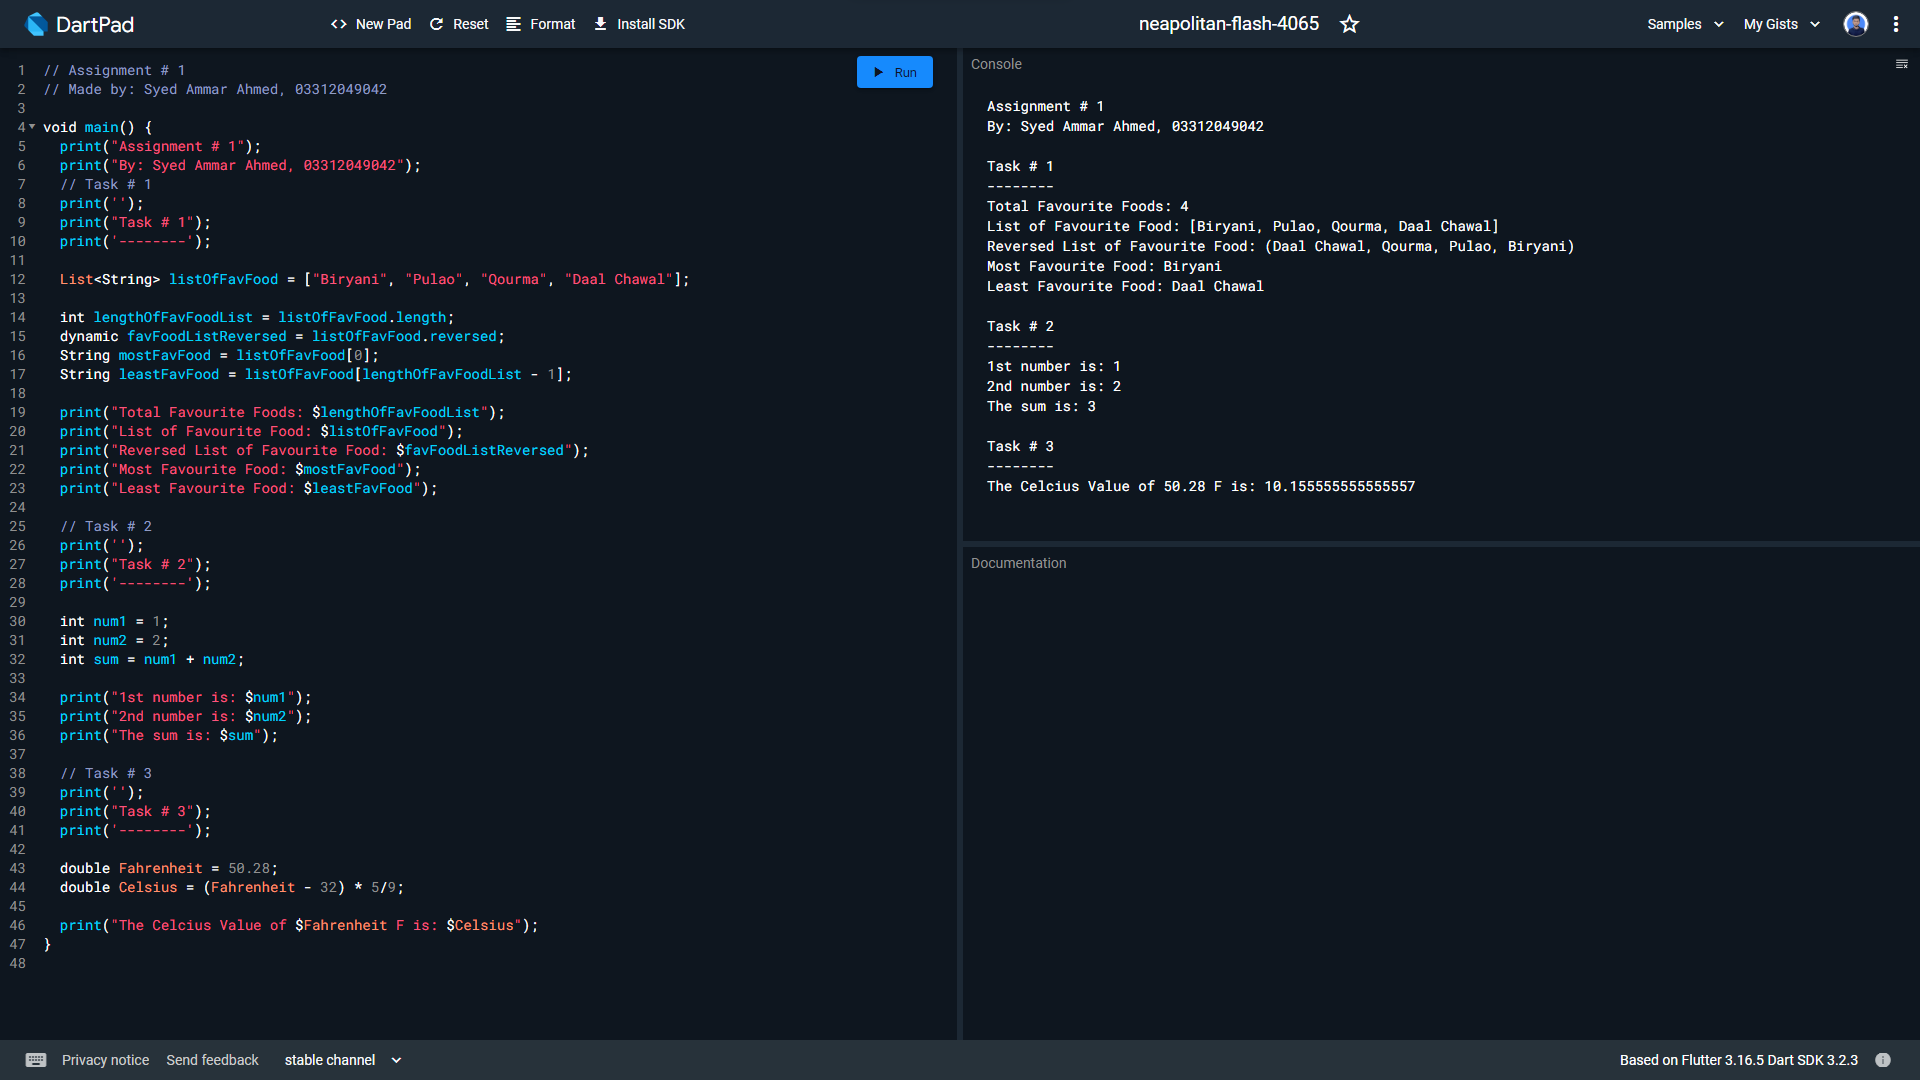 DartPad
New Pad
Reset
Format
Install SDK
neapolitan-flash-4065
Samples
My Gists
Run
1 // Assignment # 1
2 // Made by: Syed Ammar Ahmed, 03312049042
3
4 void main() {
5 print("Assignment # 1");
6 print("By: Syed Ammar Ahmed, 03312049042");
7 // Task # 1
8 print('');
9 print("Task # 1");
10 print('--------');
11
12 List<String> listOfFavFood = ["Biryani", "Pulao", "Qourma", "Daal Chawal"];
13
14 int lengthOfFavFoodList = listOfFavFood.length;
15 dynamic favFoodListReversed = listOfFavFood.reversed;
16 String mostFavFood = listOfFavFood[0];
17 String leastFavFood = listOfFavFood[lengthOfFavFoodList - 1];
18
19 print("Total Favourite Foods: $lengthOfFavFoodList");
20 print("List of Favourite Food: $listOfFavFood");
21 print("Reversed List of Favourite Food: $favFoodListReversed");
22 print("Most Favourite Food: $mostFavFood");
23 print("Least Favourite Food: $leastFavFood");
24
25 // Task # 2
26 print('');
27 print("Task # 2");
28 print('--------');
29
30 int num1 = 1;
31 int num2 = 2;
32 int sum = num1 + num2;
33
34 print("1st number is: $num1");
35 print("2nd number is: $num2");
36 print("The sum is: $sum");
37
38 // Task # 3
39 print('');
40 print("Task # 3");
41 print('--------');
42
43 double Fahrenheit = 50.28;
44 double Celsius = (Fahrenheit - 32) * 5/9;
45
46 print("The Celcius Value of $Fahrenheit F is: $Celsius");
47 }
48
Console
Assignment # 1
By: Syed Ammar Ahmed, 03312049042
Task # 1
--------
Total Favourite Foods: 4
List of Favourite Food: [Biryani, Pulao, Qourma, Daal Chawal]
Reversed List of Favourite Food: (Daal Chawal, Qourma, Pulao, Biryani)
Most Favourite Food: Biryani
Least Favourite Food: Daal Chawal
Task # 2
--------
1st number is: 1
2nd number is: 2
The sum is: 3
Task # 3
--------
The Celcius Value of 50.28 F is: 10.155555555555557
Documentation
Privacy notice
Send feedback
stable channel
Based on Flutter 3.16.5 Dart SDK 3.2.3